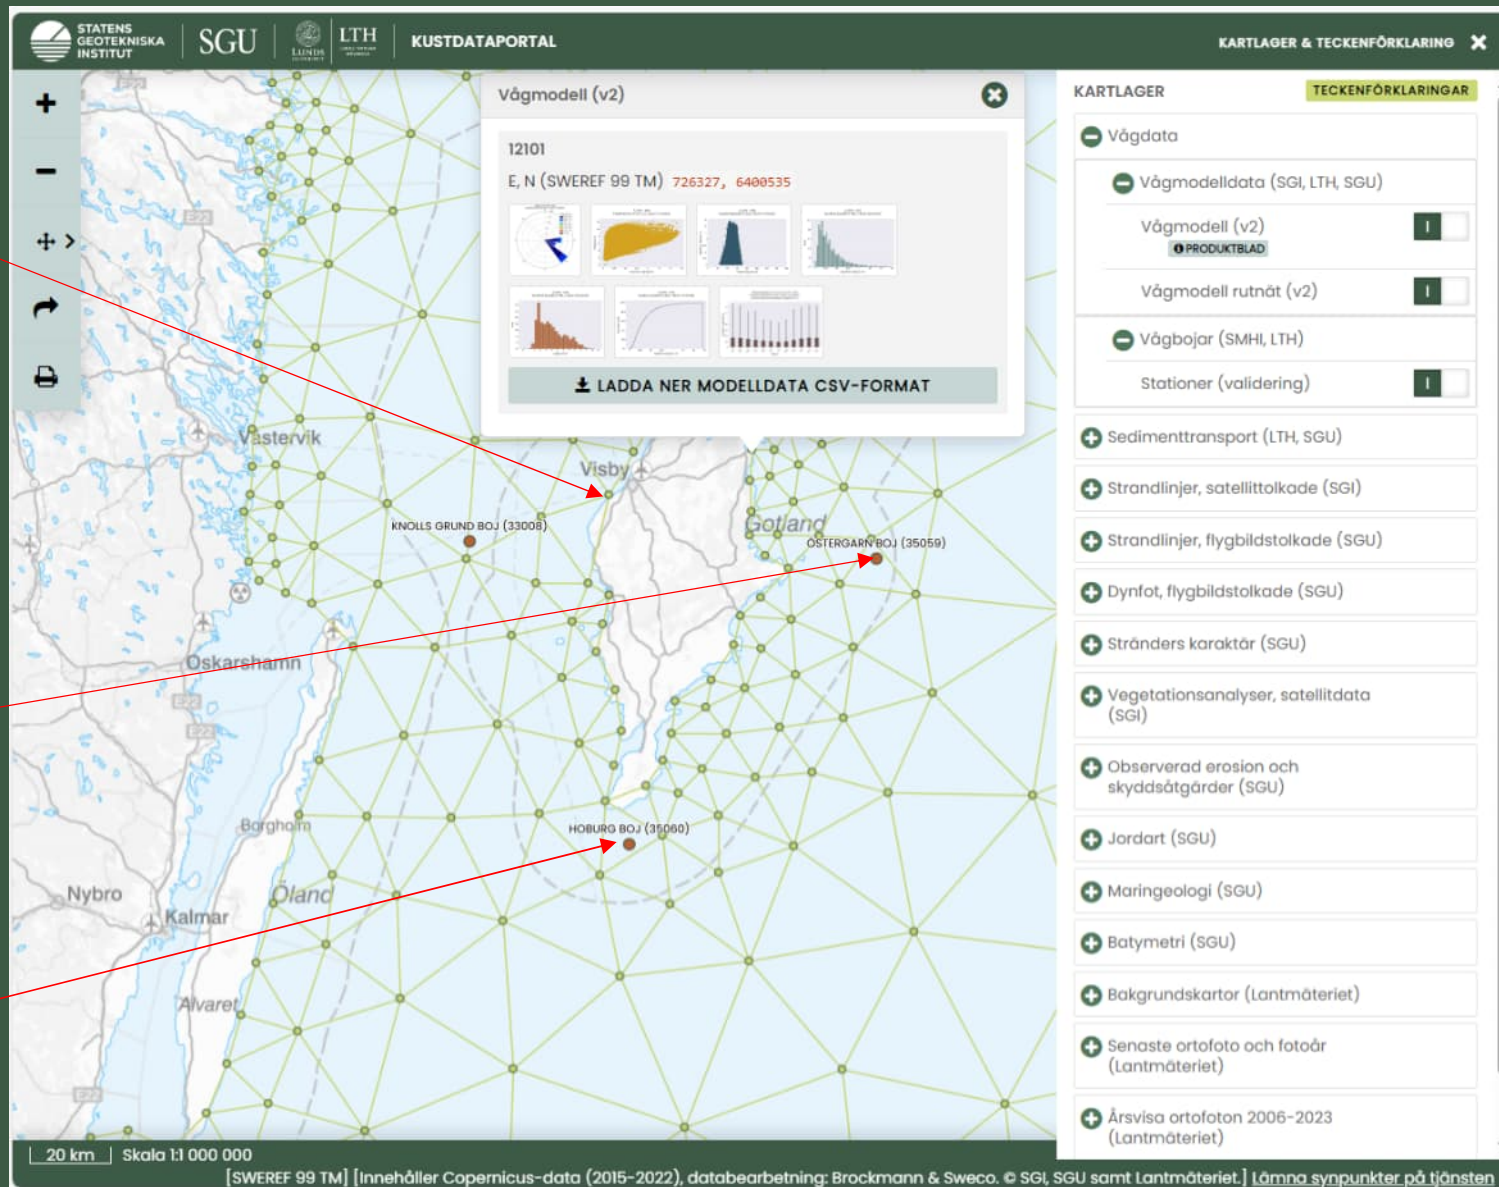 STATENS
GEOTEKNISKA
INSTITUT
SGU
LUNDS
LTH
KUSTDATAPORTAL
KARTLAGER & TECKENFÖRKLARING
Vågmodell (v2)
12101
E, N (SWEREF 99 TM) 726327, 6400535
LADDA NER MODELLDATA CSV-FORMAT
KARTLAGER
TECKENFÖRKLARINGAR
Vågdata
Vågmodelldata (SGI, LTH, SGU)
Vågmodell (v2)
PRODUKTBLAD
Vågmodell rutnät (v2)
Vågbojar (SMHI, LTH)
Stationer (validering)
Sedimenttransport (LTH, SGU)
Strandlinjer, satellittolkade (SGI)
Strandlinjer, flygbildstolkade (SGU)
Dynfot, flygbildstolkade (SGU)
Stränders karaktär (SGU)
Vegetationsanalyser, satellitdata
(SGI)
Observerad erosion och
skyddsåtgärder (SGU)
Jordart (SGU)
Maringeologi (SGU)
Batymetri (SGU)
Bakgrundskartor (Lantmäteriet)
Senaste ortofoto och fotoår
(Lantmäteriet)
Årsvisa ortofoton 2006-2023
(Lantmäteriet)
E22
Västervik
Visby
KNOLLS GRUND BOJ (33008)
Gotland
ÖSTERGARN BOJ (35059)
Oskarshamn
E22
E22
Borgholm
HOBURG BOJ (35060)
Nybro
Öland
Kalmar
Alvaret
E22
20 km
Skala 1:1 000 000
[SWEREF 99 TM] [Innehåller Copernicus-data (2015-2022), databearbetning: Brockmann & Sweco. © SGI, SGU samt Lantmäteriet.] Lämna synpunkter på tjänsten